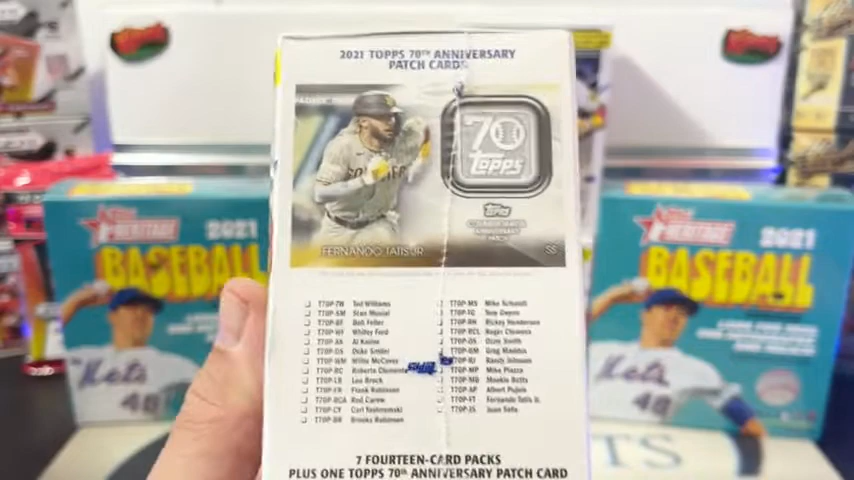 2021 TOPPS 70TH ANNIVERSARY
PATCH CARDS
70
Topps
FERNANDO TATIS JR.
SS
Topps
HERITAGE
2021
BASEBALL
Mets
48
Topps
HERITAGE
2021
BASEBALL
Mets
48
T70P-TW Ted Williams
T70P-SM Stan Musial
T70P-BF Bob Feller
T70P-WF Whitey Ford
T70P-AK Al Kaline
T70P-DS Duke Snider
T70P-WM Willie McCovey
T70P-RC Roberto Clemente
T70P-LB Lou Brock
T70P-FR Frank Robinson
T70P-RCA Rod Carew
T70P-CY Carl Yastrzemski
T70P-BR Brooks Robinson
T70P-MS Mike Schmidt
T70P-TG Tony Gwynn
T70P-RH Rickey Henderson
T70P-RCL Roger Clemens
T70P-OS Ozzie Smith
T70P-GM Greg Maddux
T70P-RJ Randy Johnson
T70P-MP Mike Piazza
T70P-MB Mookie Betts
T70P-AP Albert Pujols
T70P-FT Fernando Tatis Jr.
T70P-JS Juan Soto
7 FOURTEEN-CARD PACKS
PLUS ONE TOPPS 70TH ANNIVERSARY PATCH CARD